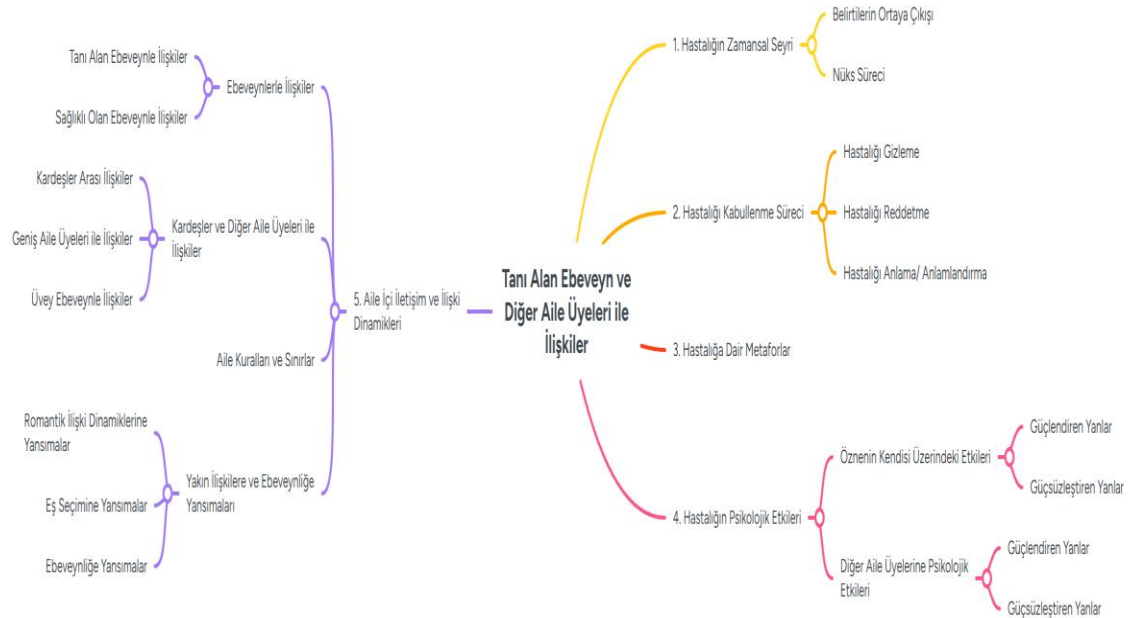 Tanı Alan Ebeveyn ve
Diğer Aile Üyeleri ile
İlişkiler
1. Hastalığın Zamansal Seyri
Belirtilerin Ortaya Çıkışı
Nüks Süreci
2. Hastalığı Kabullenme Süreci
Hastalığı Gizleme
Hastalığı Reddetme
Hastalığı Anlama/ Anlamlandırma
3. Hastalığa Dair Metaforlar
4. Hastalığın Psikolojik Etkileri
Öznenin Kendisi Üzerindeki Etkileri
Güçlendiren Yanlar
Güçsüzleştiren Yanlar
Diğer Aile Üyelerine Psikolojik
Etkileri
Güçlendiren Yanlar
Güçsüzleştiren Yanlar
5. Aile İçi İletişim ve İlişki
Dinamikleri
Ebeveynlerle İlişkiler
Tanı Alan Ebeveynle İlişkiler
Sağlıklı Olan Ebeveynle İlişkiler
Kardeşler ve Diğer Aile Üyeleri ile
İlişkiler
Kardeşler Arası İlişkiler
Geniş Aile Üyeleri ile İlişkiler
Üvey Ebeveynle İlişkiler
Aile Kuralları ve Sınırlar
Yakın İlişkilere ve Ebeveynliğe
Yansımaları
Romantik İlişki Dinamiklerine
Yansımalar
Eş Seçimine Yansımalar
Ebeveynliğe Yansımalar